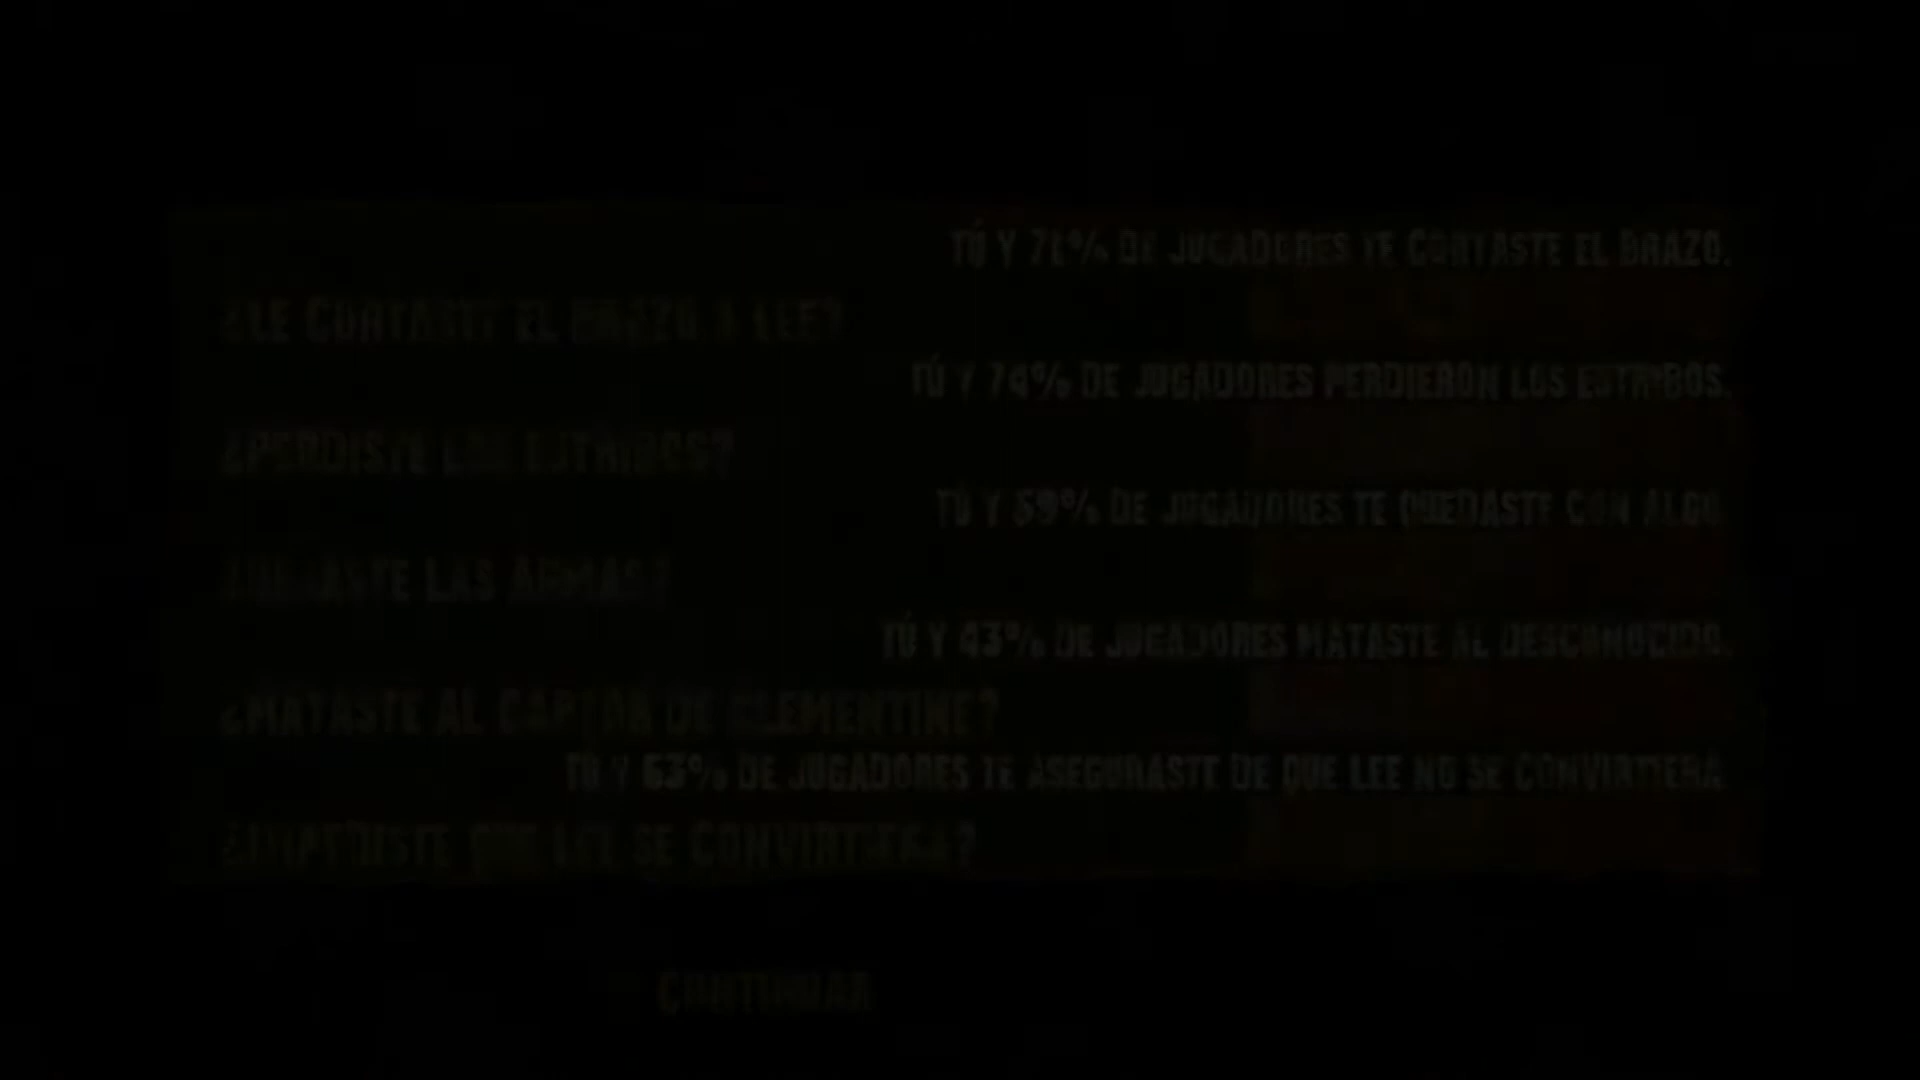 TÚ Y 71% DE JUGADORES TE CORTASTE EL BRAZO.
¿LE CORTASTE EL BRAZO A LEE?
TÚ Y 74% DE JUGADORES PERDIERON LOS ESTRIBOS.
¿PERDISTE LOS ESTRIBOS?
TÚ Y 59% DE JUGADORES TE QUEDASTE CON ALGO.
LAS ARMAS?
TÚ Y 43% DE JUGADORES MATASTE AL DESCONOCIDO.
¿MATASTE AL CAPTOR DE CLEMENTINE?
TÚ Y 63% DE JUGADORES TE ASEGURASTE DE QUE LEE NO SE CONVIRTIERA.
¿IMPEDISTE QUE LEE SE CONVIRTIERA?
CONTINUAR